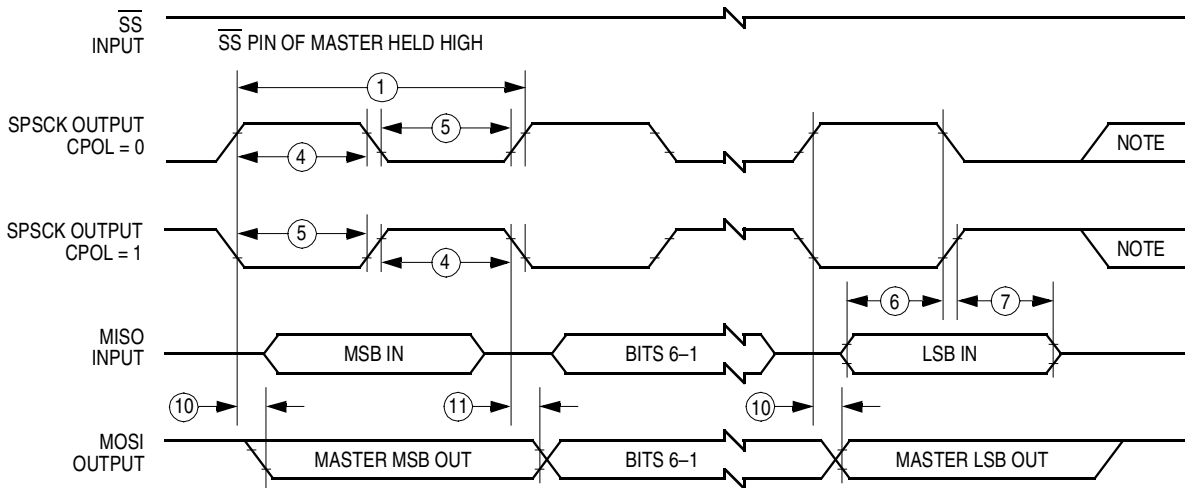 SS
INPUT
SS PIN OF MASTER HELD HIGH
1
SPSCK OUTPUT
CPOL = 0
5
4
NOTE
SPSCK OUTPUT
CPOL = 1
5
4
NOTE
6
7
MISO
INPUT
MSB IN
BITS 6–1
LSB IN
10
11
10
MOSI
OUTPUT
MASTER MSB OUT
BITS 6–1
MASTER LSB OUT